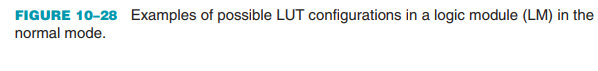 FIGURE 10–28 Examples of possible LUT configurations in a logic module (LM) in the
normal mode.